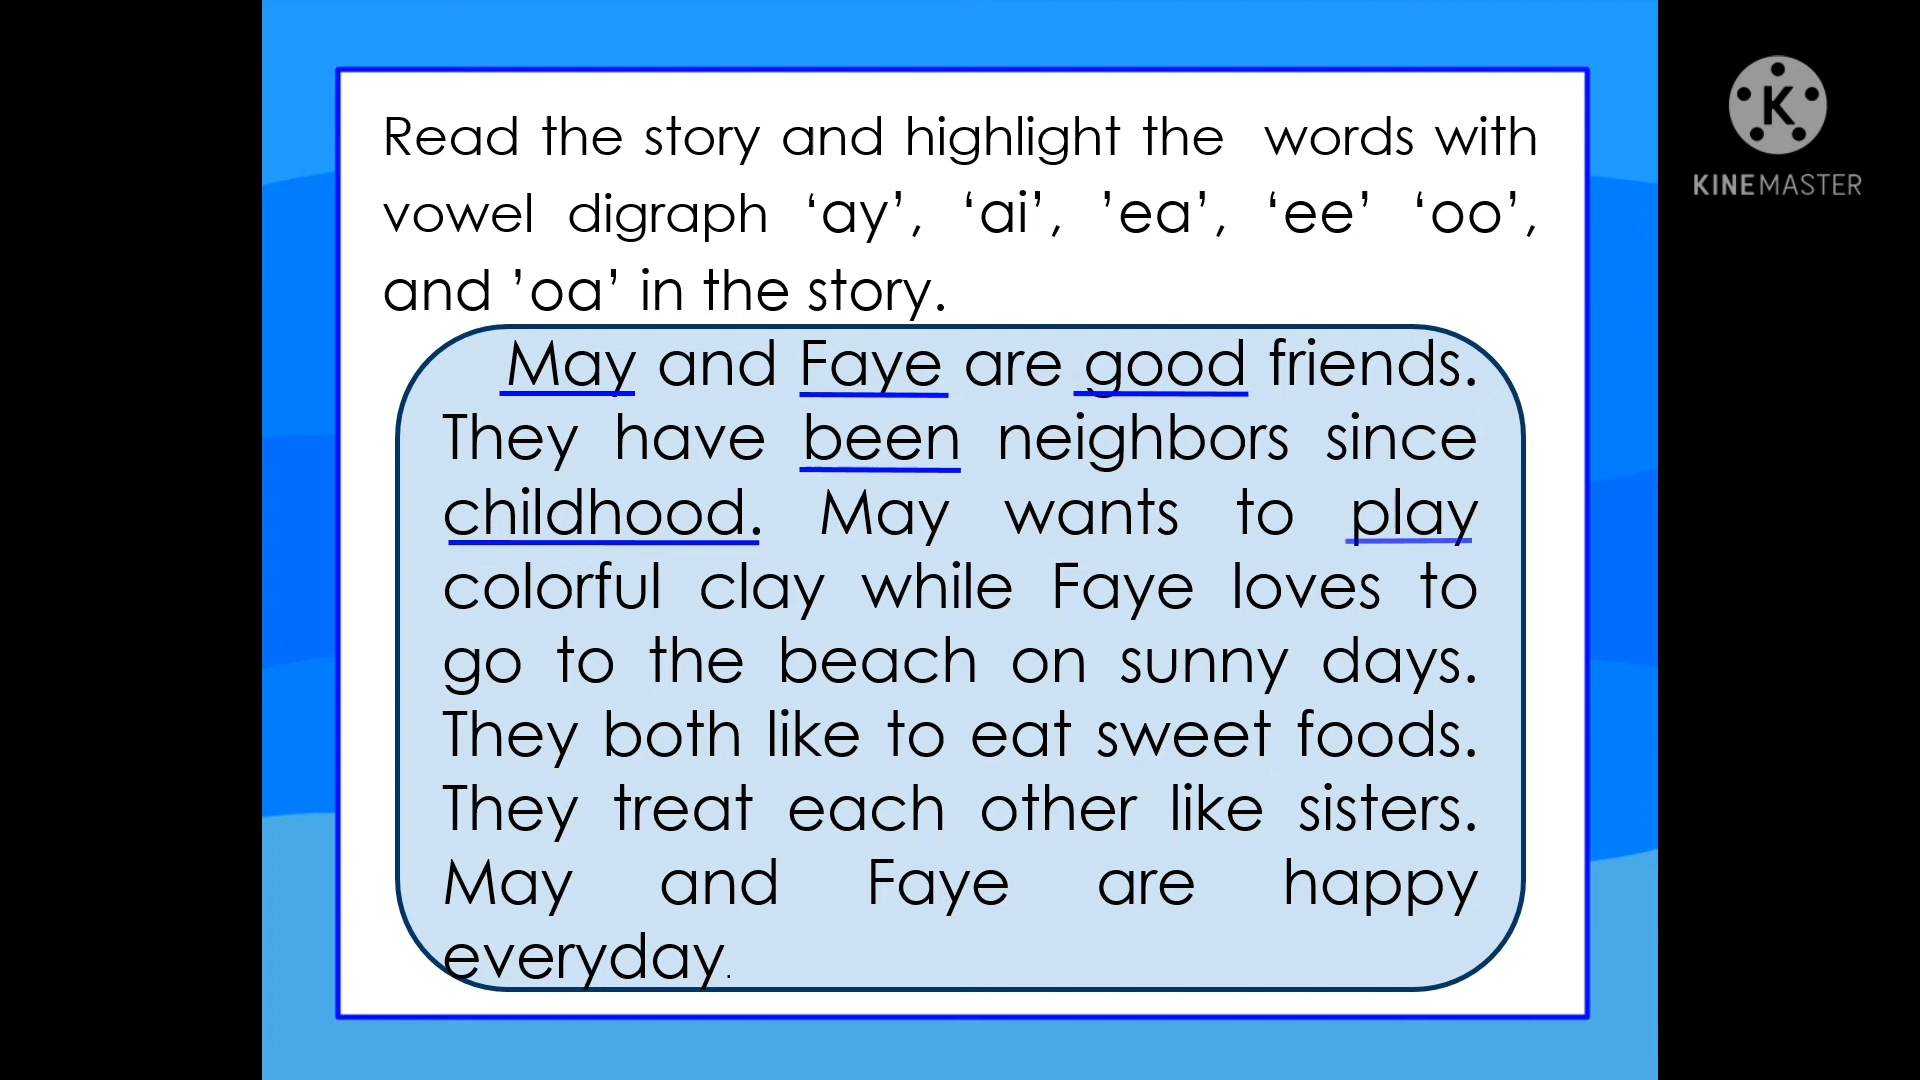 Read the story and highlight the words with
vowel digraph ‘ay’, ‘ai’, ’ea’, ‘ee’ ‘oo’,
and ’oa’ in the story.
May and Faye are good friends.
They have been neighbors since
childhood. May wants to play
colorful clay while Faye loves to
go to the beach on sunny days.
They both like to eat sweet foods.
They treat each other like sisters.
May and Faye are happy
everyday.
K
KINEMASTER